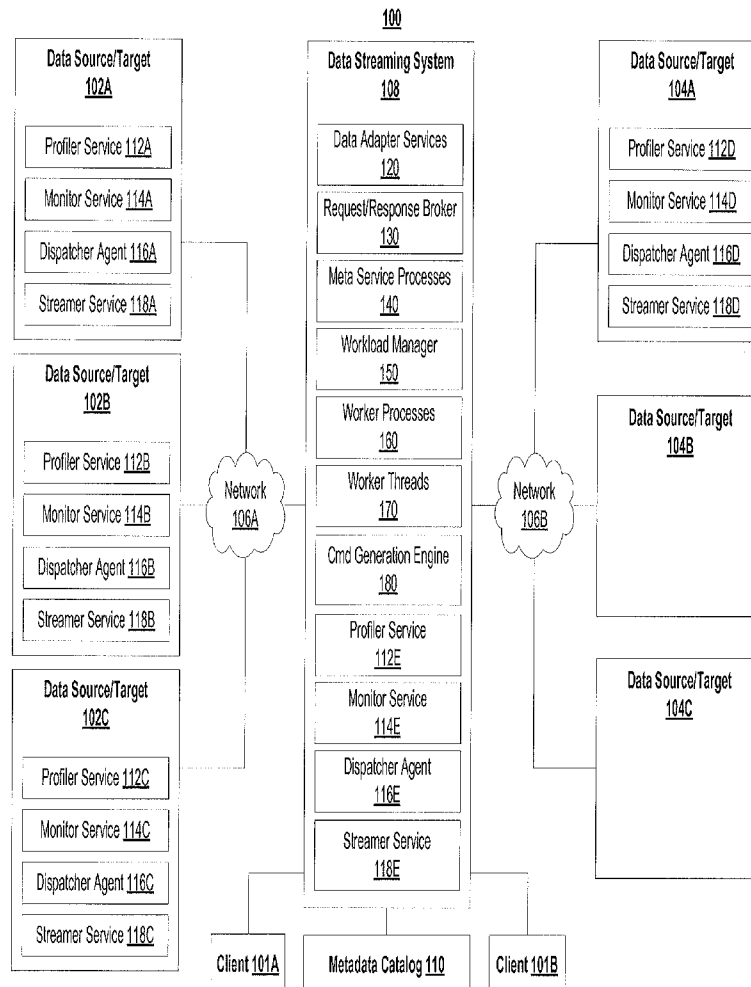 100
Data Source/Target
102A
Profiler Service 112A
Monitor Service 114A
Dispatcher Agent 116A
Streamer Service 118A
Data Source/Target
102B
Profiler Service 112B
Monitor Service 114B
Dispatcher Agent 116B
Streamer Service 118B
Data Source/Target
102C
Profiler Service 112C
Monitor Service 114C
Dispatcher Agent 116C
Streamer Service 118C
Network
106A
Data Streaming System
108
Data Adapter Services
120
Request/Response Broker
130
Meta Service Processes
140
Workload Manager
150
Worker Processes
160
Worker Threads
170
Cmd Generation Engine
180
Profiler Service
112E
Monitor Service
114E
Dispatcher Agent
116E
Streamer Service
118E
Network
106B
Data Source/Target
104A
Profiler Service 112D
Monitor Service 114D
Dispatcher Agent 116D
Streamer Service 118D
Data Source/Target
104B
Data Source/Target
104C
Client 101A
Metadata Catalog 110
Client 101B